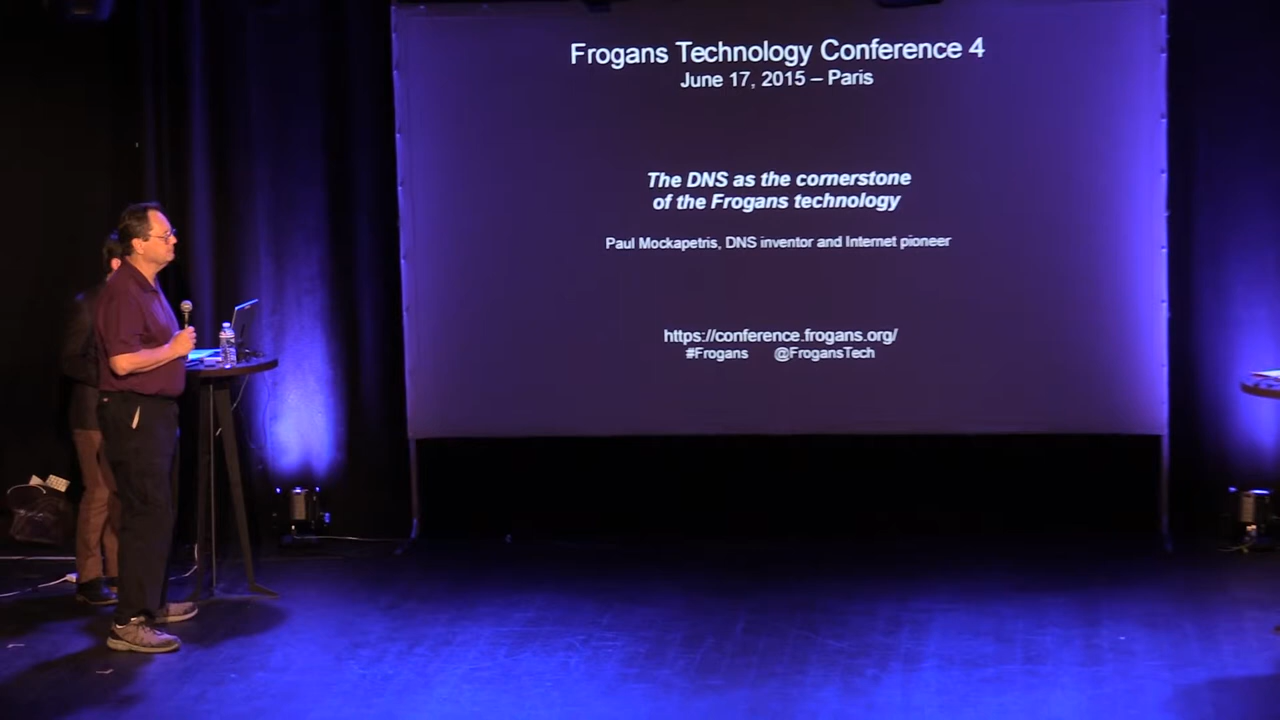 Frogans Technology Conference 4
June 17, 2015 – Paris
The DNS as the cornerstone
of the Frogans technology
Paul Mockapetris, DNS inventor and Internet pioneer
https://conference.frogans.org/
#Frogans @FrogansTech